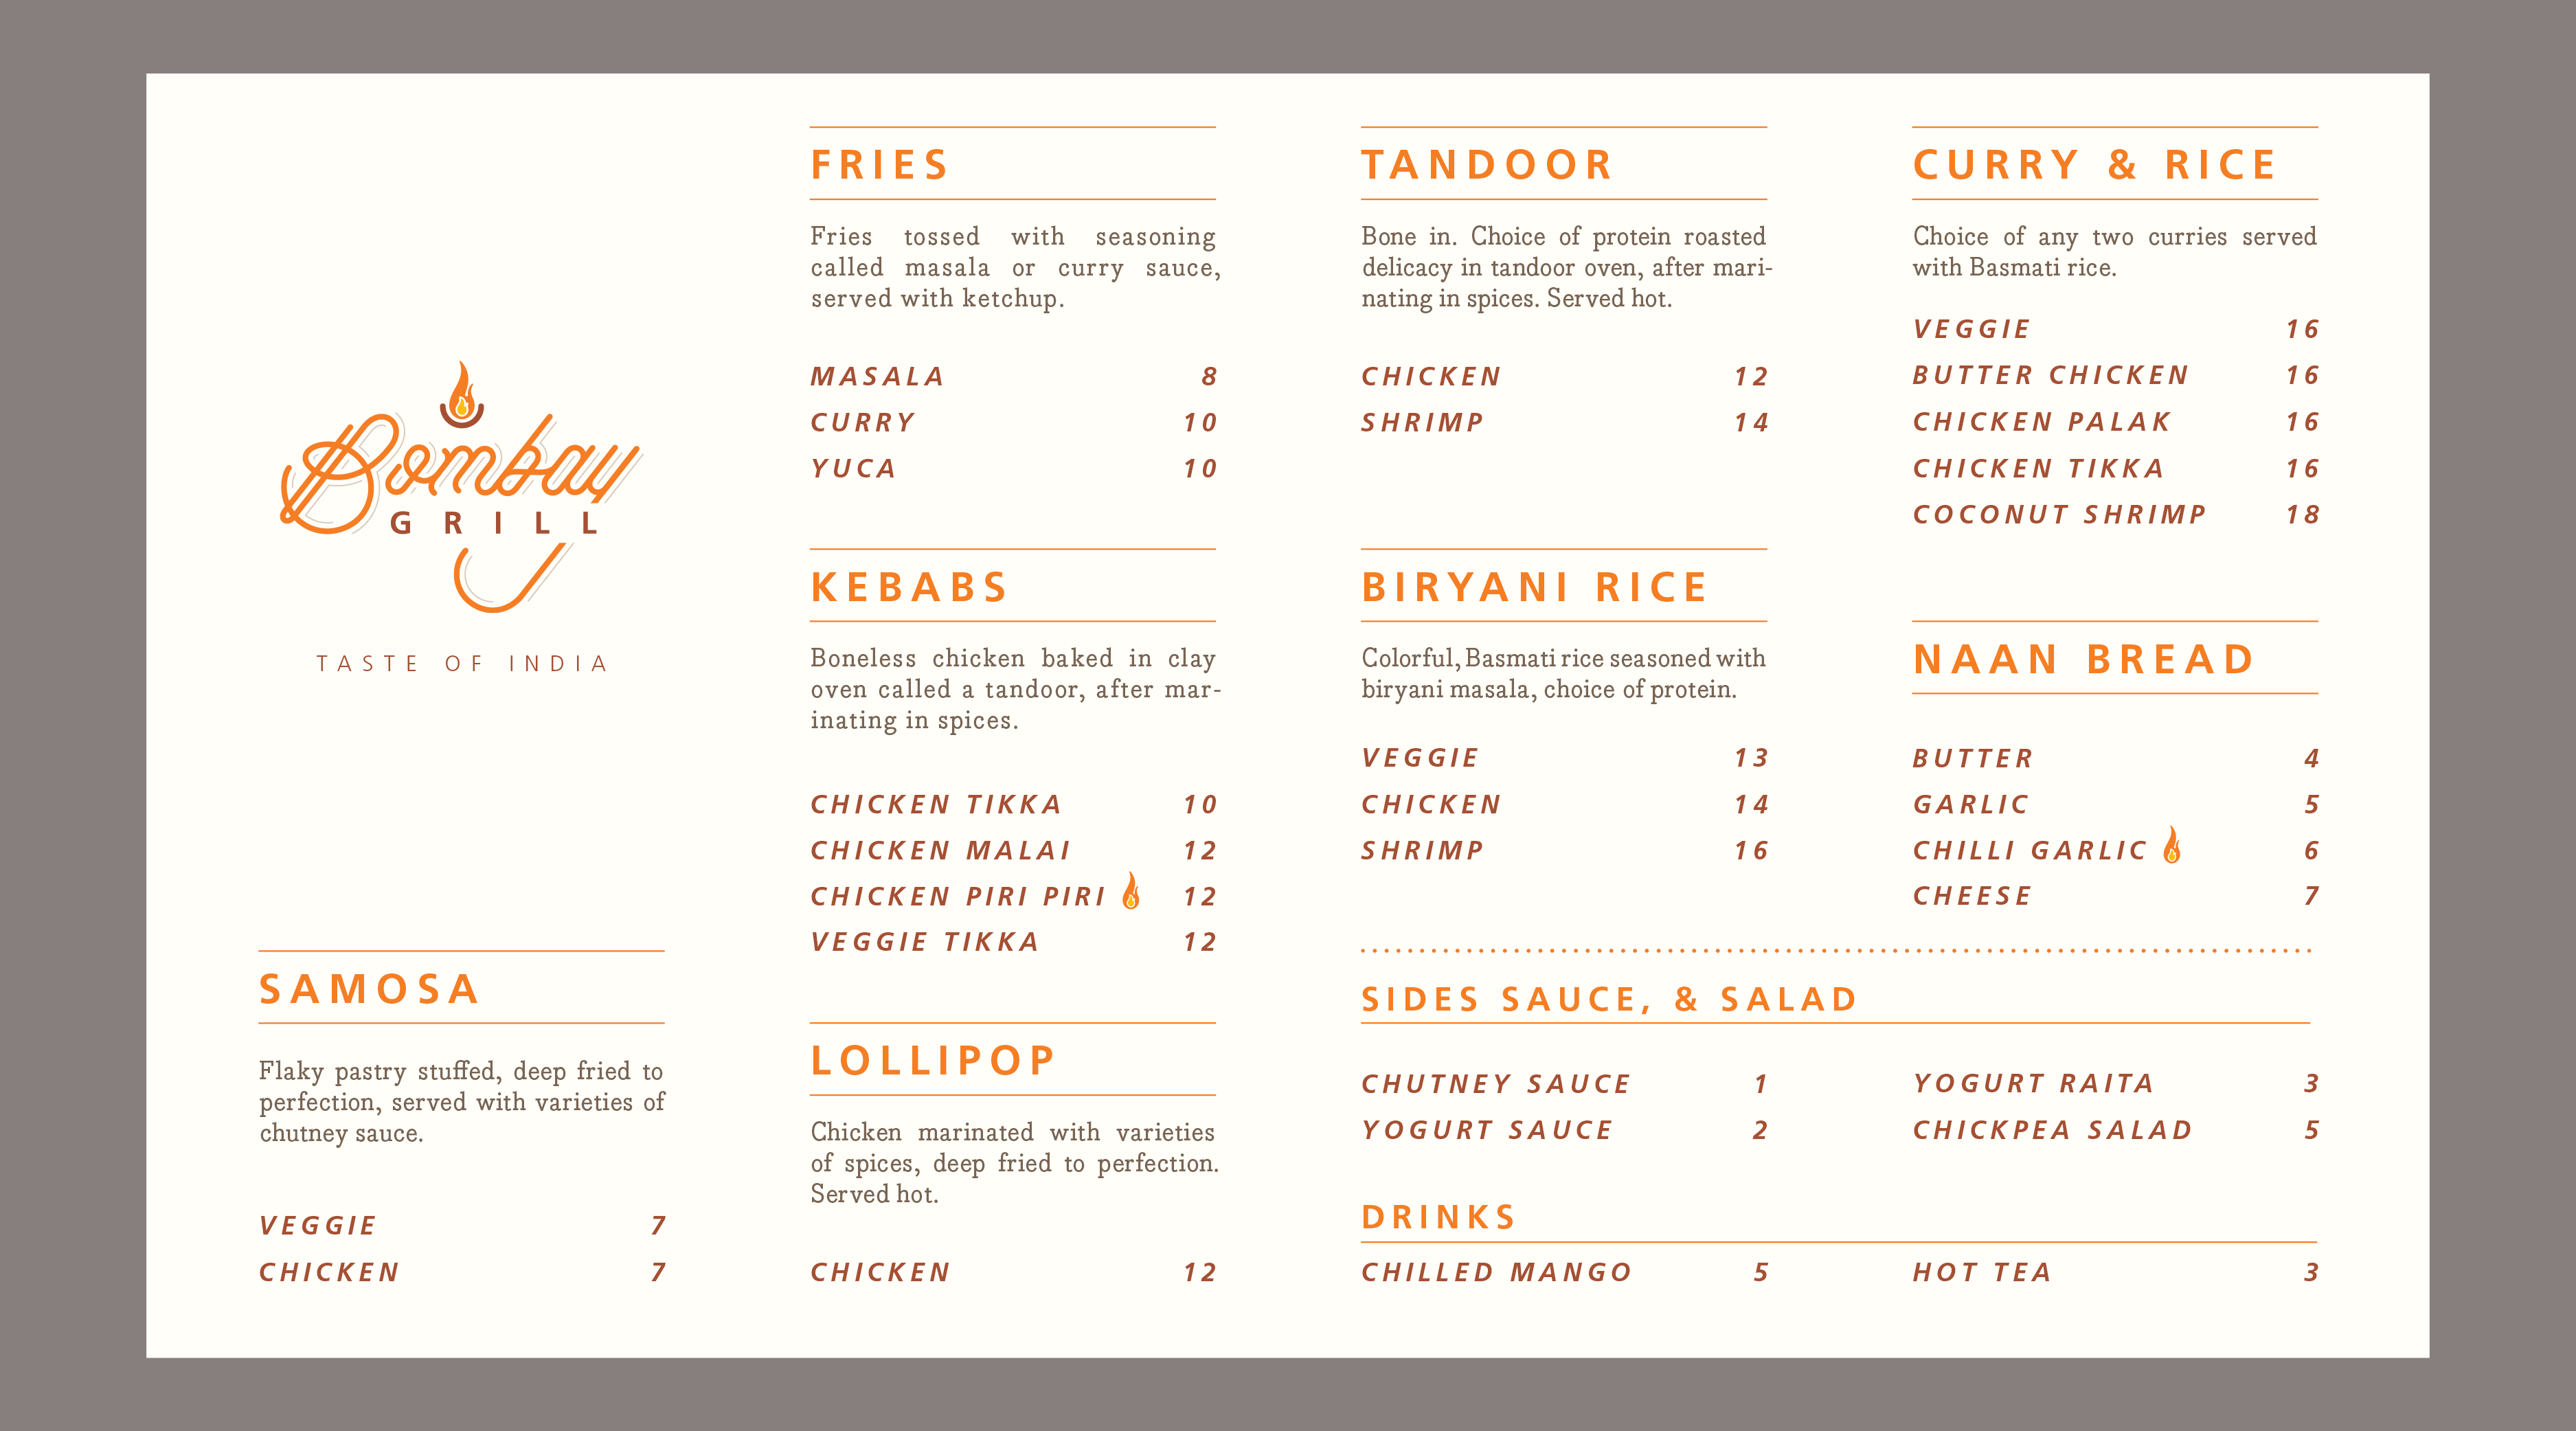 Bombay
GRILL
TASTE OF INDIA
SAMOSA
Flaky pastry stuffed, deep fried to
perfection, served with varieties of
chutney sauce.
VEGGIE 7
CHICKEN 7
FRIES
Fries tossed with seasoning
called masala or curry sauce,
served with ketchup.
MASALA 8
CURRY 10
YUCA 10
KEBABS
Boneless chicken baked in clay
oven called a tandoor, after mar-
inating in spices.
CHICKEN TIKKA 10
CHICKEN MALAI 12
CHICKEN PIRI PIRI 12
VEGGIE TIKKA 12
LOLLIPOP
Chicken marinated with varieties
of spices, deep fried to perfection.
Served hot.
CHICKEN 12
TANDOOR
Bone in. Choice of protein roasted
delicacy in tandoor oven, after mari-
nating in spices. Served hot.
CHICKEN 12
SHRIMP 14
BIRYANI RICE
Colorful, Basmati rice seasoned with
biryani masala, choice of protein.
VEGGIE 13
CHICKEN 14
SHRIMP 16
CURRY & RICE
Choice of any two curries served
with Basmati rice.
VEGGIE 16
BUTTER CHICKEN 16
CHICKEN PALAK 16
CHICKEN TIKKA 16
COCONUT SHRIMP 18
NAAN BREAD
BUTTER 4
GARLIC 5
CHILLI GARLIC 6
CHEESE 7
SIDES SAUCE, & SALAD
CHUTNEY SAUCE 1 YOGURT RAITA 3
YOGURT SAUCE 2 CHICKPEA SALAD 5
DRINKS
CHILLED MANGO 5 HOT TEA 3